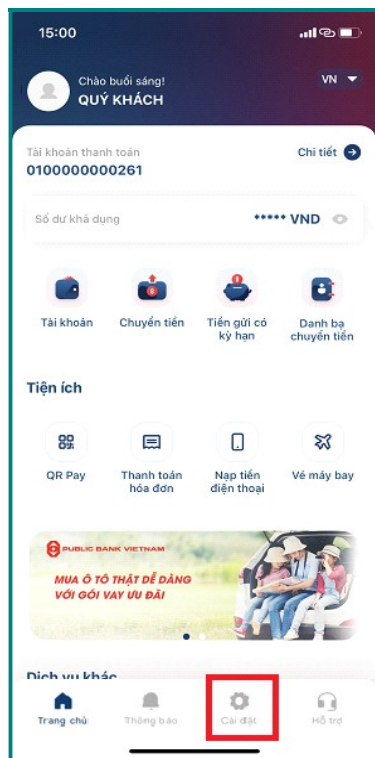 15:00
Chào buổi sáng!
QUÝ KHÁCH
VN
Tài khoản thanh toán
Chi tiết
0100000000261
Số dư khả dụng
***** VND
Tài khoản
Chuyển tiền
Tiền gửi có
kỳ hạn
Danh bạ
chuyển tiền
Tiện ích
QR Pay
Thanh toán
hóa đơn
Nạp tiền
điện thoại
Vé máy bay
PUBLIC BANK VIETNAM
MUA Ô TÔ THẬT DỄ DÀNG
VỚI GÓI VAY ƯU ĐÃI
Dịch vụ khác
Trang chủ
Thông báo
Cài đặt
Hỗ trợ